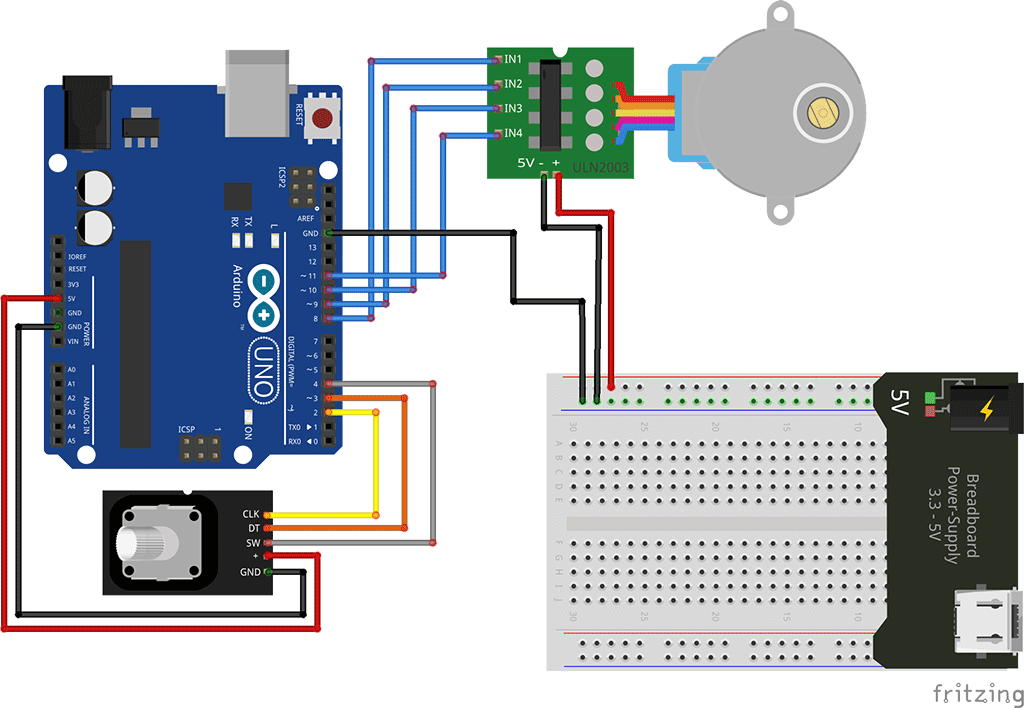 IN1
IN2
IN3
IN4
5V - +
ULN2003
RESET
ICSP2
AREF
GND
13
12
~ 11
~ 10
~ 9
8
7
~ 6
~ 5
4
~ 3
2
TX0 ▶ 1
RX0 ◀ 0
DIGITAL (PWM= ~)
RX
TX
L
Arduino
TM
UNO
ON
IOREF
RESET
3V3
5V
GND
GND
VIN
POWER
A0
A1
A2
A3
A4
A5
ANALOG IN
ICSP
1
CLK
DT
SW
+
GND
30
25
20
15
10
A
B
C
D
E
F
G
H
I
J
30
25
20
15
10
5V
Breadboard
Power-Supply
3.3 - 5V
fritzing